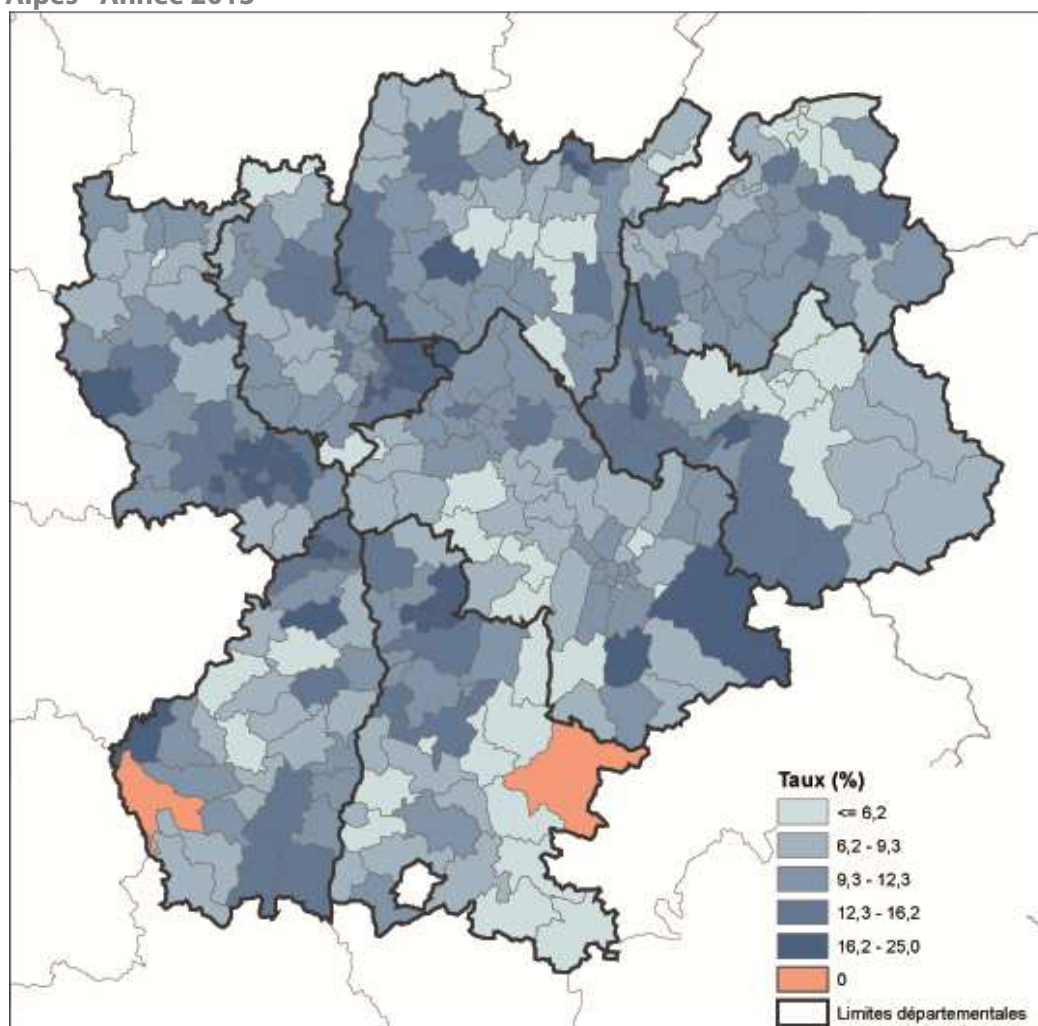 Alpes - Année 2013
Taux (%)
<= 6,2
6,2 - 9,3
9,3 - 12,3
12,3 - 16,2
16,2 - 25,0
0
Limites départementales